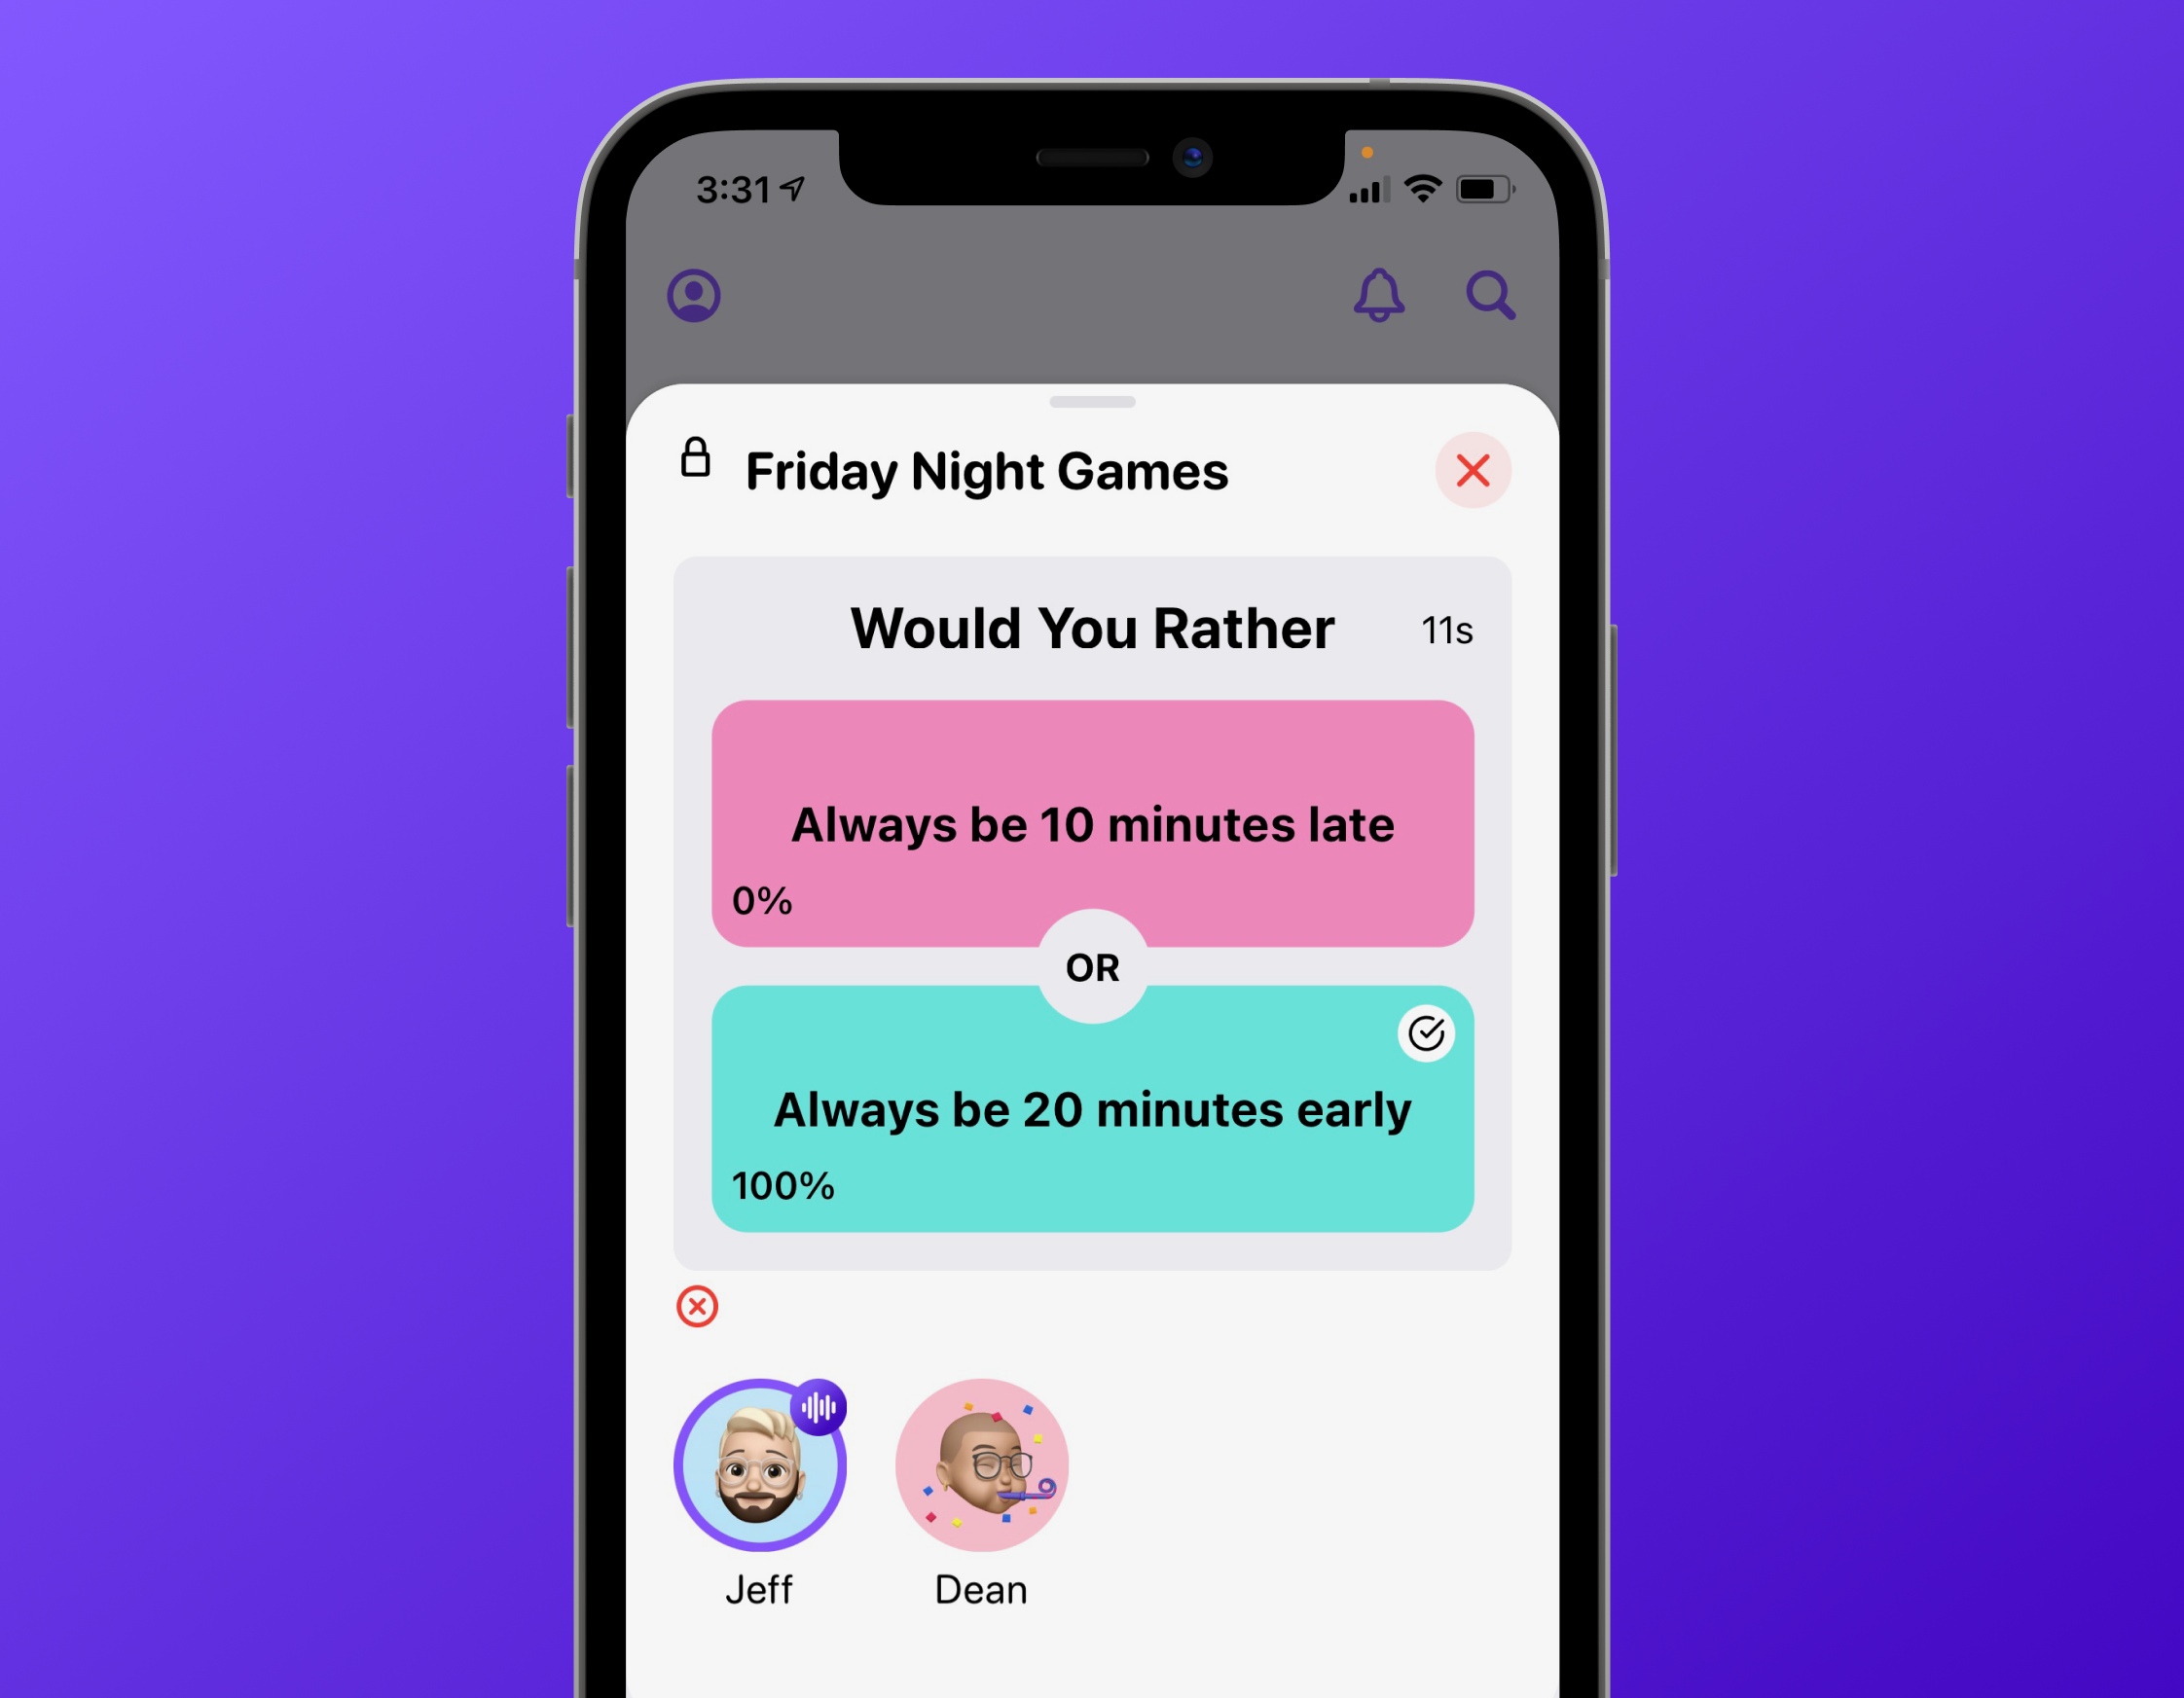 3:31
Friday Night Games
Would You Rather
11s
Always be 10 minutes late
0%
OR
Always be 20 minutes early
100%
Jeff
Dean